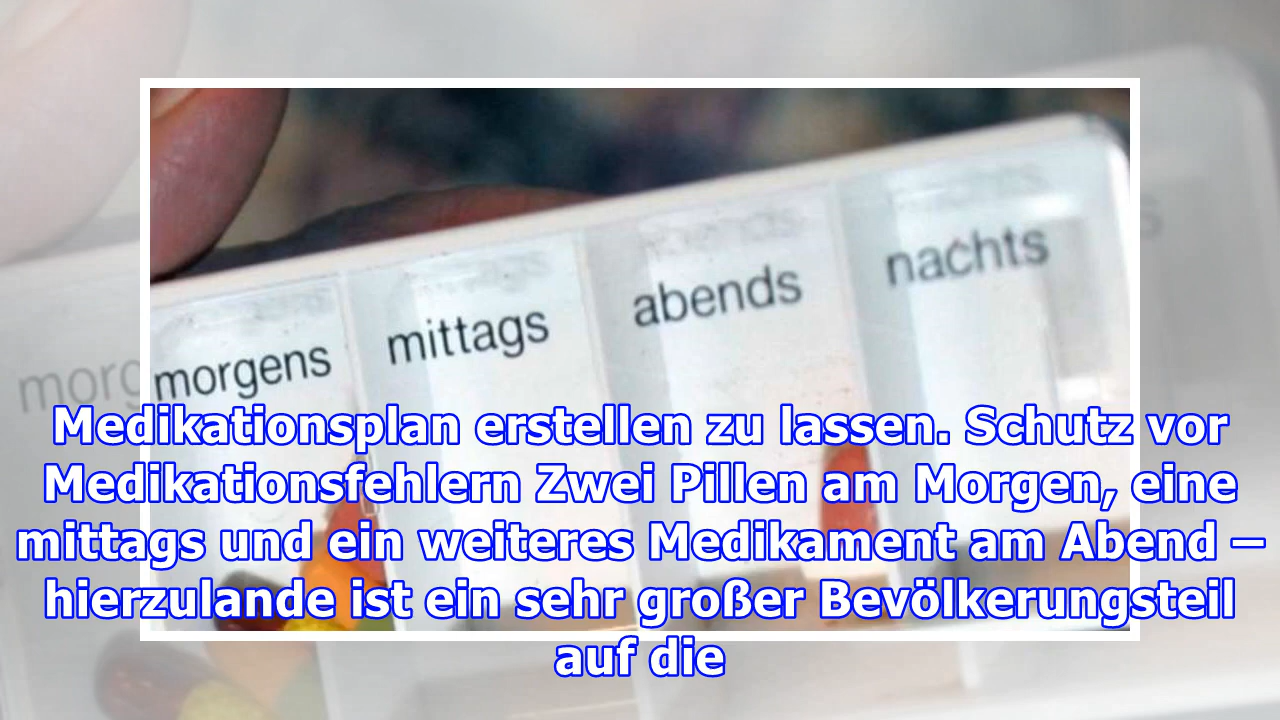 morgens
mittags
abends
nachts
morg
Medikationsplan erstellen zu lassen. Schutz vor
Medikationsfehlern Zwei Pillen am Morgen, eine
mittags und ein weiteres Medikament am Abend –
hierzulande ist ein sehr großer Bevölkerungsteil
auf die